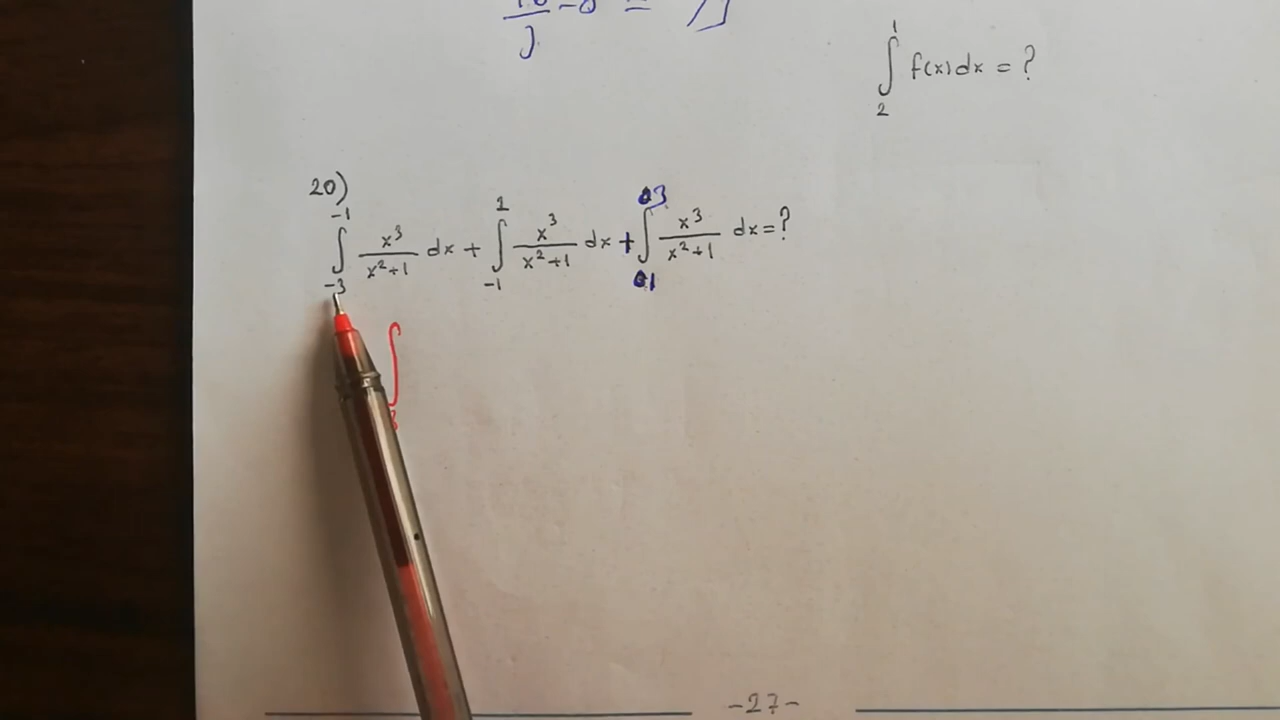 ∫₂¹ f(x)dx = ?
20)
∫₋₃⁻¹ x³/(x²+1) dx + ∫₋₁¹ x³/(x²+1) dx + ∫₁³ x³/(x²+1) dx = ?
∫
-27-